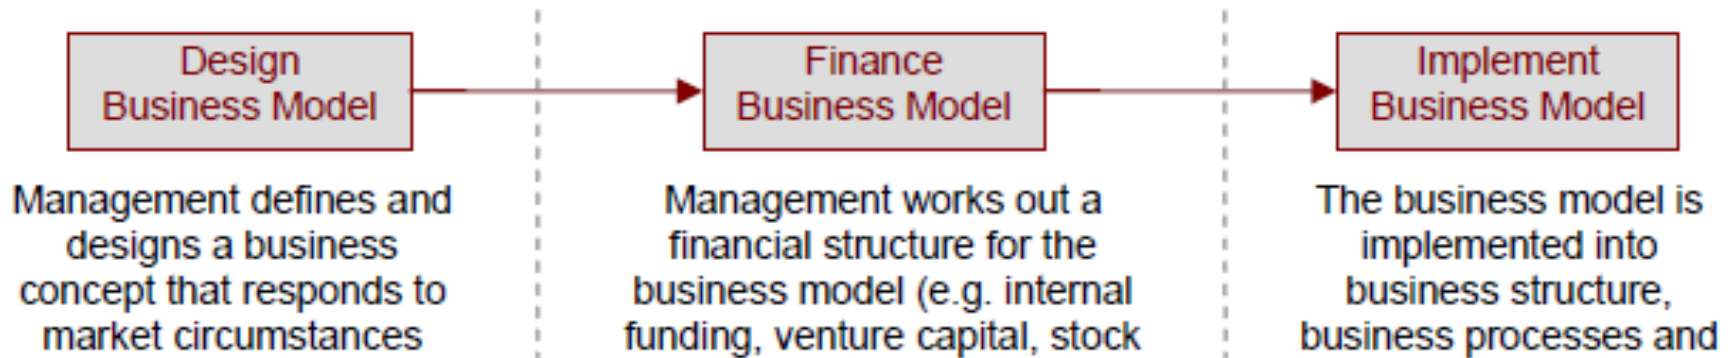 Design
Business Model
Finance
Business Model
Implement
Business Model
Management defines and
designs a business
concept that responds to
market circumstances
Management works out a
financial structure for the
business model (e.g. internal
funding, venture capital, stock
The business model is
implemented into
business structure,
business processes and